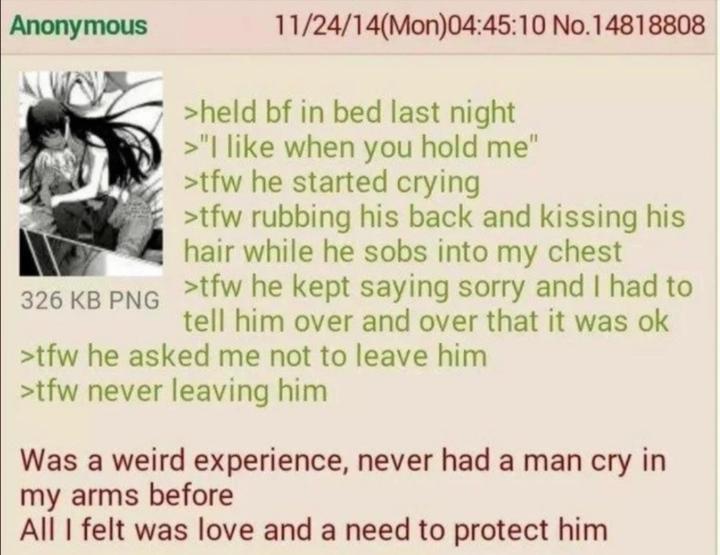 Anonymous 11/24/14(Mon)04:45:10 No.14818808
>held bf in bed last night
>"I like when you hold me"
>tfw he started crying
>tfw rubbing his back and kissing his
hair while he sobs into my chest
>tfw he kept saying sorry and I had to
tell him over and over that it was ok
326 KB PNG
>tfw he asked me not to leave him
>tfw never leaving him
Was a weird experience, never had a man cry in
my arms before
All I felt was love and a need to protect him